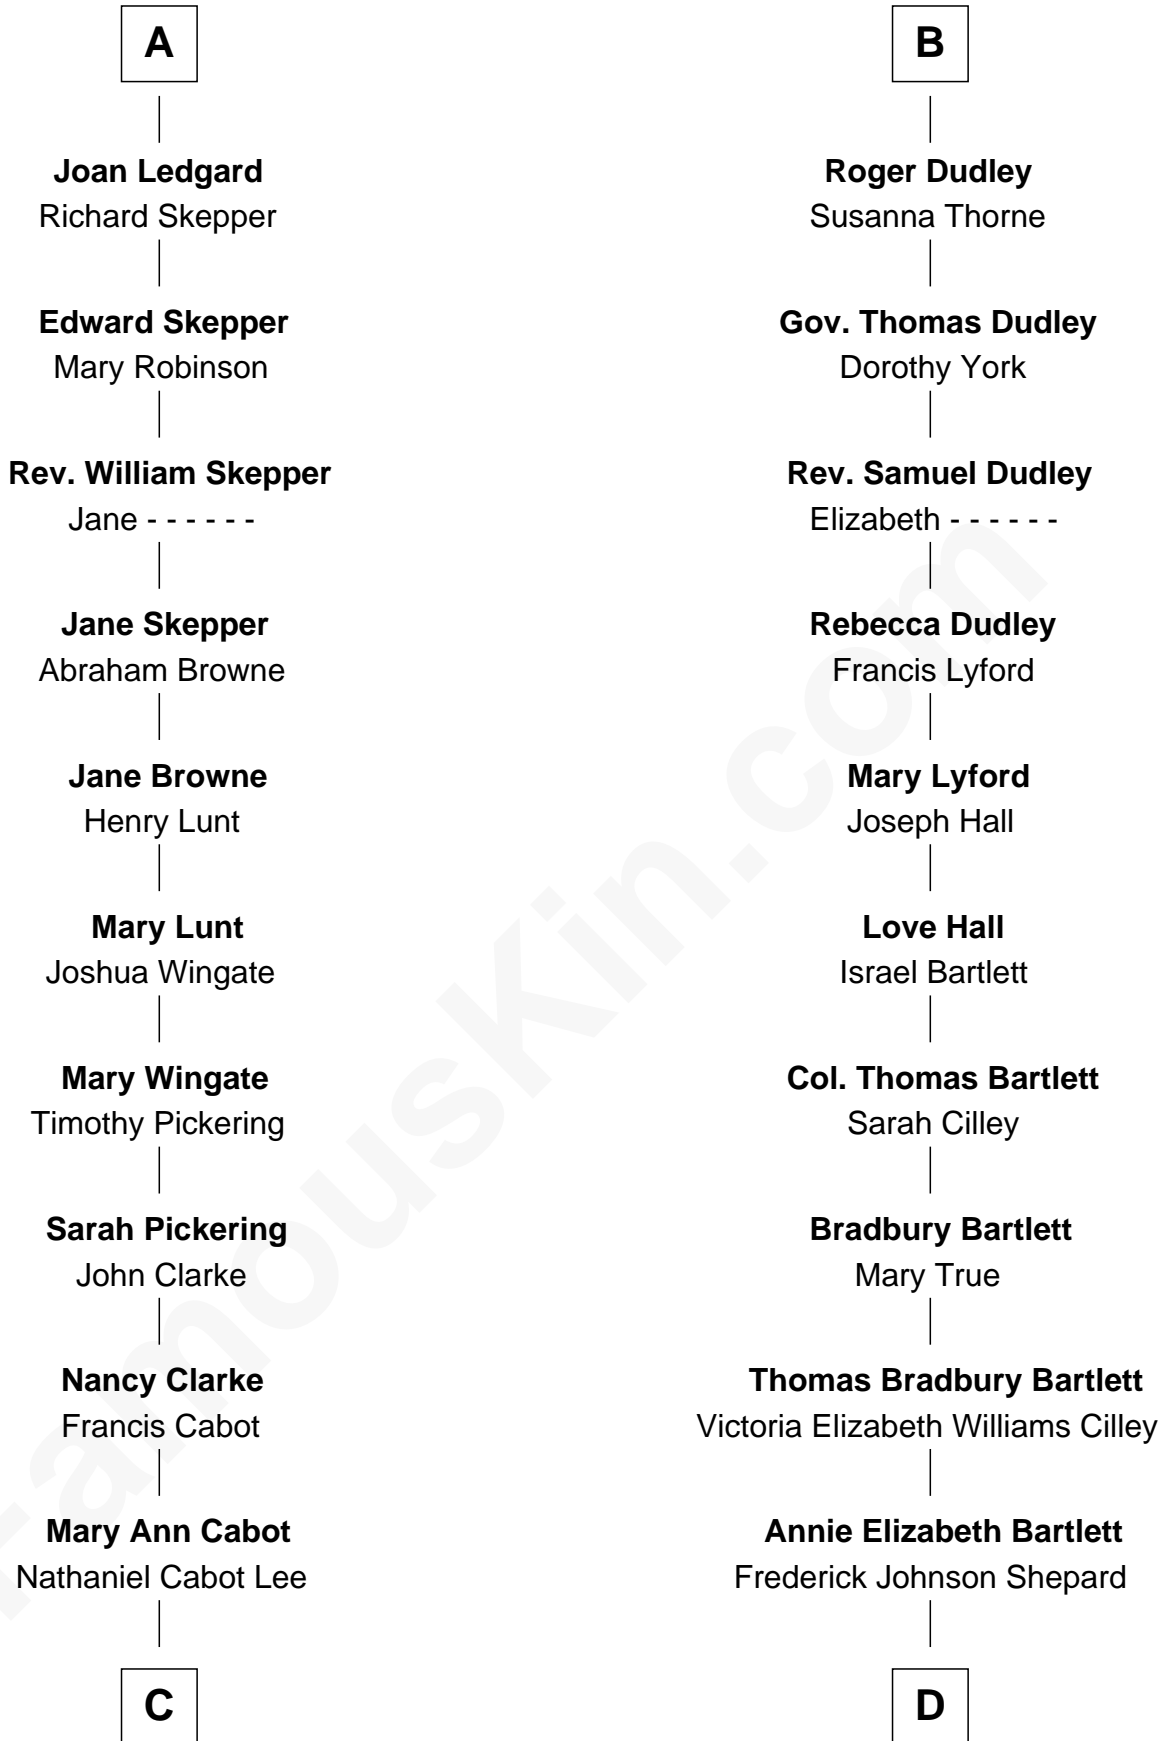 A
Joan Ledgard
Richard Skepper
Edward Skepper
Mary Robinson
Rev. William Skepper
Jane - - - - - -
Jane Skepper
Abraham Browne
Jane Browne
Henry Lunt
Mary Lunt
Joshua Wingate
Mary Wingate
Timothy Pickering
Sarah Pickering
John Clarke
Nancy Clarke
Francis Cabot
Mary Ann Cabot
Nathaniel Cabot Lee
C
B
Roger Dudley
Susanna Thorne
Gov. Thomas Dudley
Dorothy York
Rev. Samuel Dudley
Elizabeth - - - - - -
Rebecca Dudley
Francis Lyford
Mary Lyford
Joseph Hall
Love Hall
Israel Bartlett
Col. Thomas Bartlett
Sarah Cilley
Bradbury Bartlett
Mary True
Thomas Bradbury Bartlett
Victoria Elizabeth Williams Cilley
Annie Elizabeth Bartlett
Frederick Johnson Shepard
D
FamousKin.com